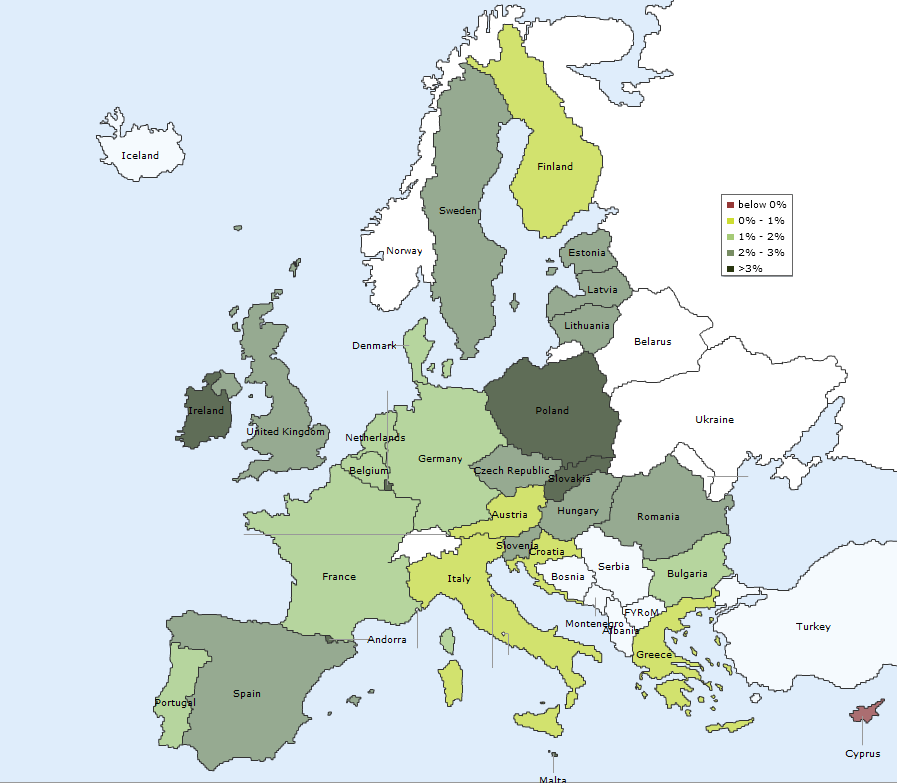 Iceland
Finland
Sweden
below 0%
0% - 1%
1% - 2%
2% - 3%
>3%
Norway
Estonia
Latvia
Lithuania
Denmark
Belarus
Ireland
Poland
Ukraine
United Kingdom
Netherlands
Germany
Belgium
Czech Republic
Slovakia
Austria
Hungary
Romania
Slovenia
Croatia
France
Italy
Bosnia
Serbia
Bulgaria
FYRoM
Montenegro
Albania
Turkey
Andorra
Greece
Spain
Portugal
Cyprus
Malta